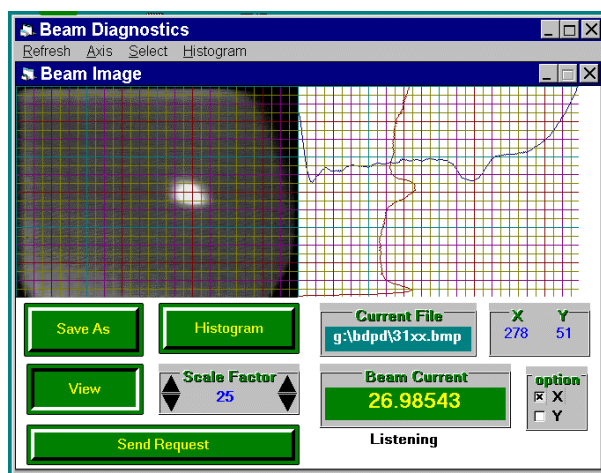 Beam Diagnostics
Refresh Axis Select Histogram
Beam Image
Save As
Histogram
Current File
g:\bdpd\31xx.bmp
X Y
278 51
View
Scale Factor
25
Beam Current
26.98543
option
X
Y
Send Request
Listening